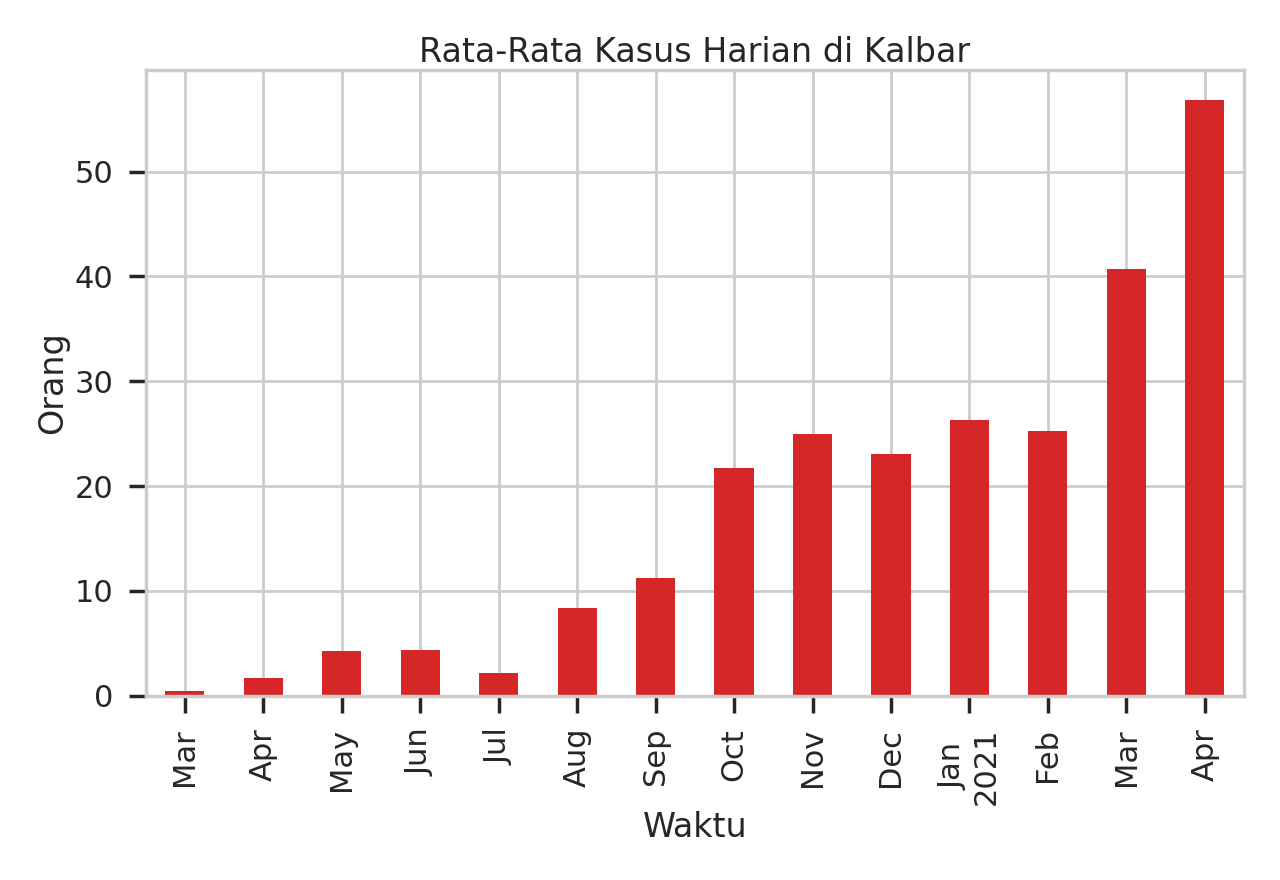 Rata-Rata Kasus Harian di Kalbar
Orang
50
40
30
20
10
0
Mar
Apr
May
Jun
Jul
Aug
Sep
Oct
Nov
Dec
Jan
2021
Feb
Mar
Apr
Waktu